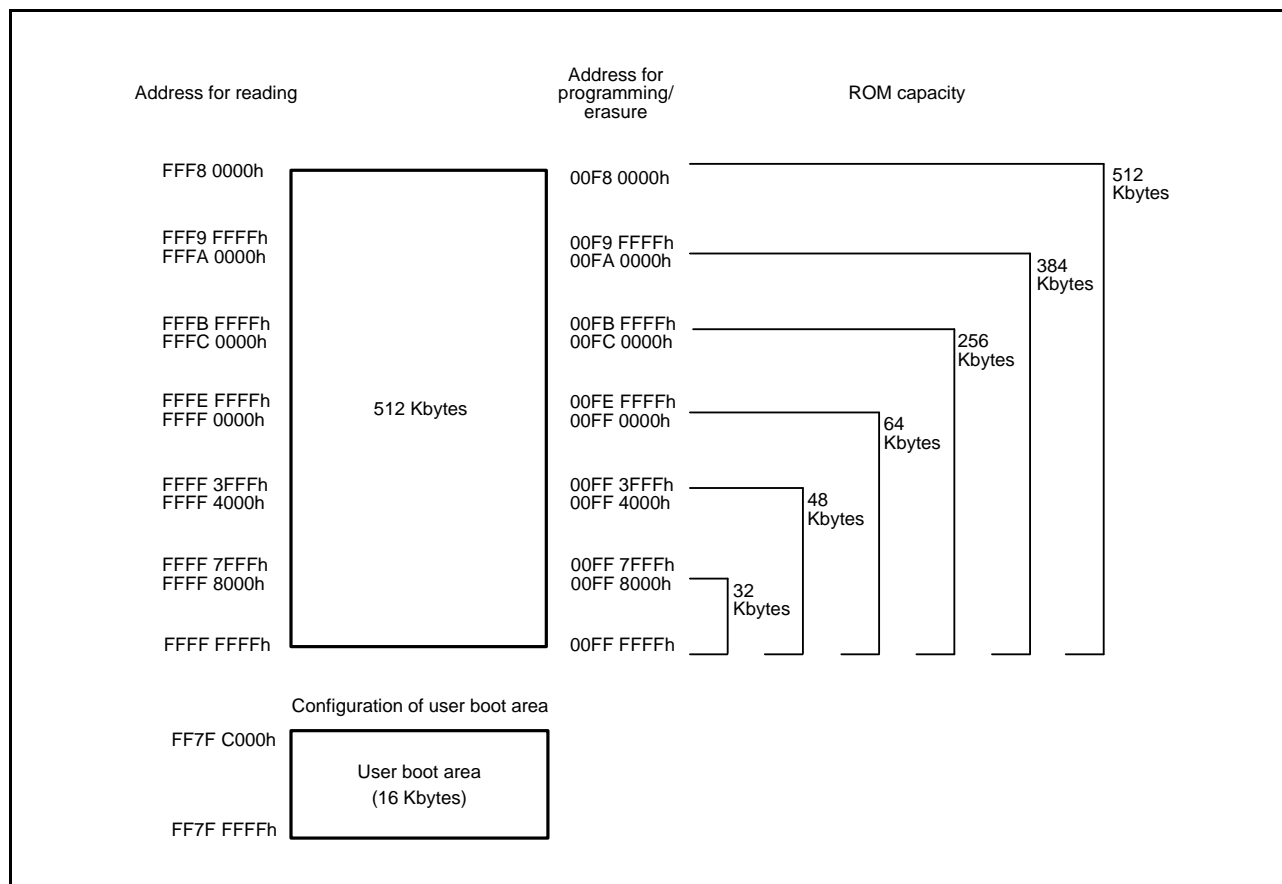 Address for reading
Address for
programming/
erasure
ROM capacity
FFF8 0000h
00F8 0000h
512
Kbytes
FFF9 FFFFh
FFFA 0000h
00F9 FFFFh
00FA 0000h
384
Kbytes
FFFB FFFFh
FFFC 0000h
00FB FFFFh
00FC 0000h
256
Kbytes
FFFE FFFFh
FFFF 0000h
512 Kbytes
00FE FFFFh
00FF 0000h
64
Kbytes
FFFF 3FFFh
FFFF 4000h
00FF 3FFFh
00FF 4000h
48
Kbytes
FFFF 7FFFh
FFFF 8000h
00FF 7FFFh
00FF 8000h
32
Kbytes
FFFF FFFFh
00FF FFFFh
Configuration of user boot area
FF7F C000h
User boot area
(16 Kbytes)
FF7F FFFFh